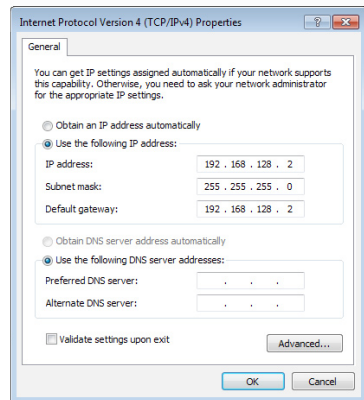 Internet Protocol Version 4 (TCP/IPv4) Properties
General
You can get IP settings assigned automatically if your network supports
this capability. Otherwise, you need to ask your network administrator
for the appropriate IP settings.
Obtain an IP address automatically
Use the following IP address:
IP address: 192 . 168 . 128 . 2
Subnet mask: 255 . 255 . 255 . 0
Default gateway: 192 . 168 . 128 . 2
Obtain DNS server address automatically
Use the following DNS server addresses:
Preferred DNS server: . . .
Alternate DNS server: . . .
Validate settings upon exit
Advanced...
OK Cancel